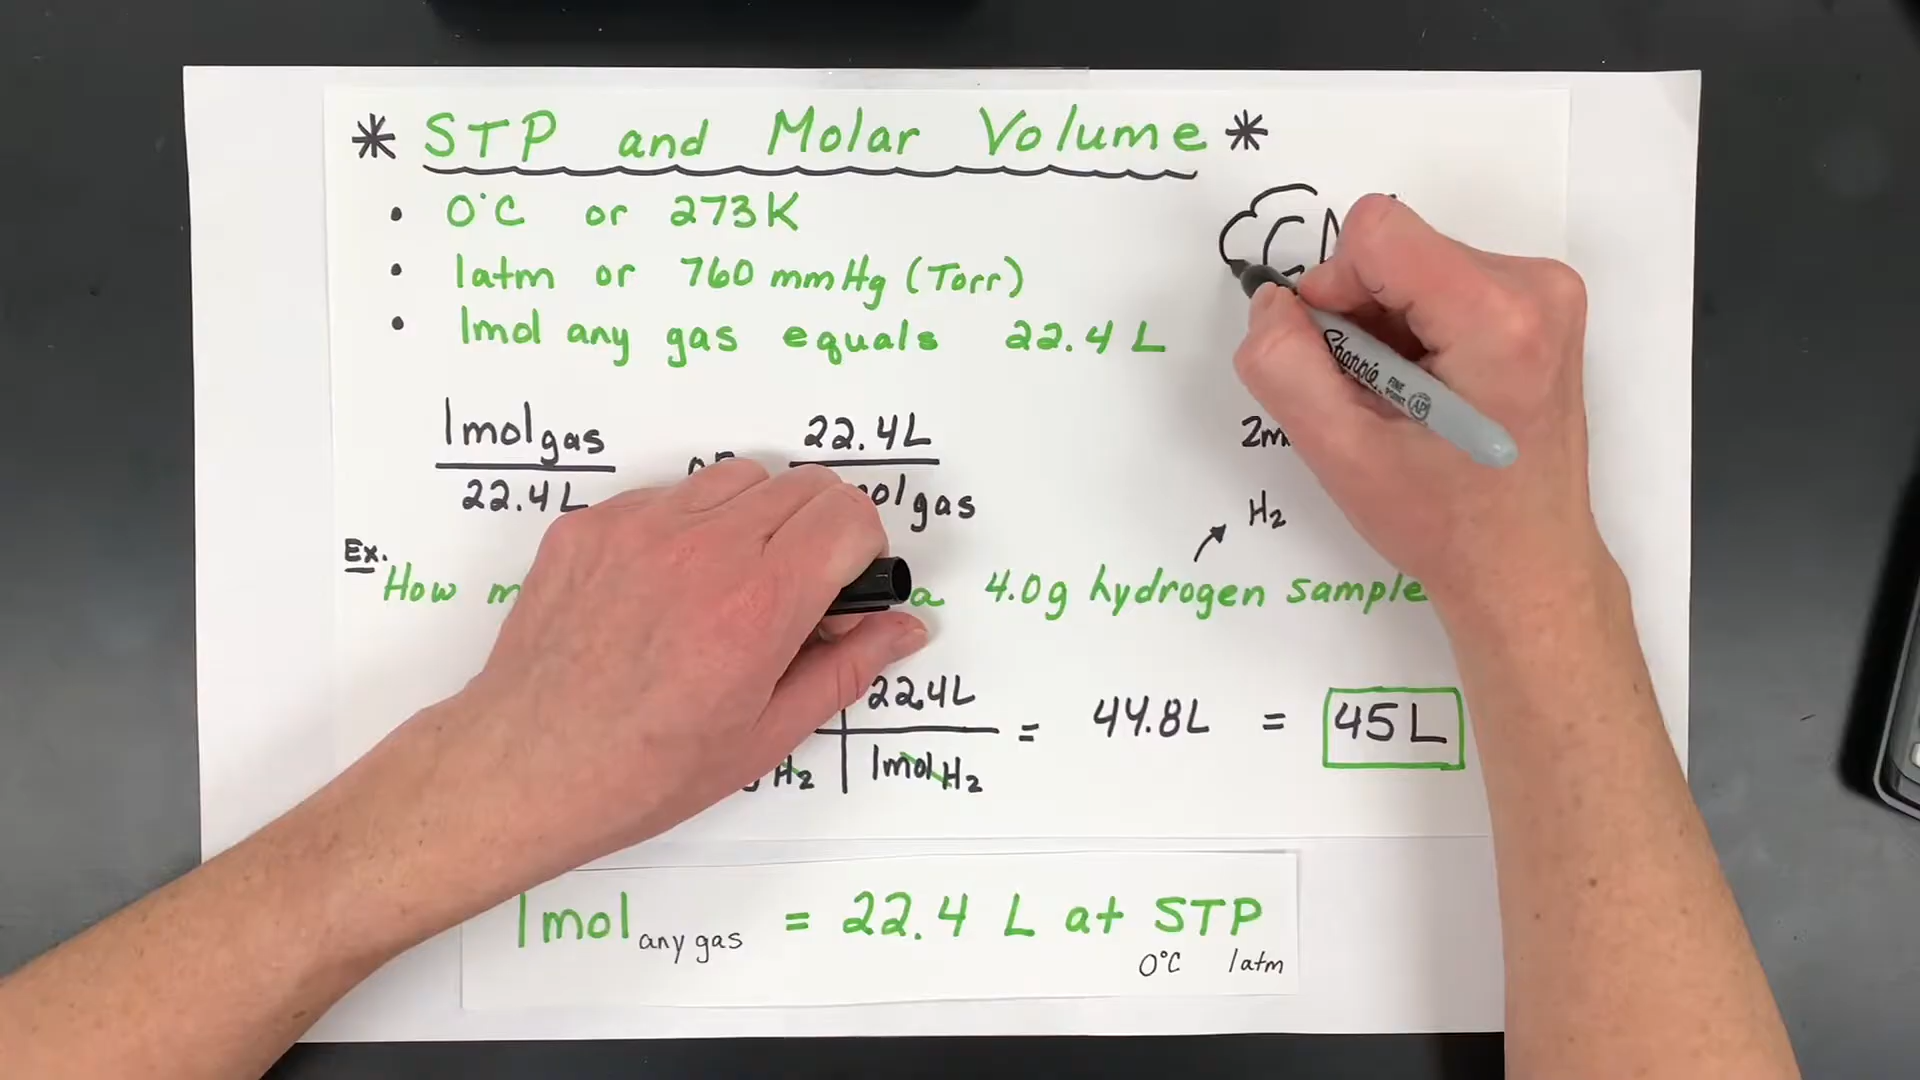 * STP and Molar Volume *
• 0°C or 273K
• 1atm or 760 mmHg (Torr)
• 1mol any gas equals 22.4 L
1mol gas
22.4L
22.4L
gas
H2
Ex.
How a 4.0g hydrogen sample
22.4L
= 44.8L = 45L
H2 1mol H2
1mol any gas = 22.4 L at STP
0°C 1atm
Sharpie
FINE POINT
AP